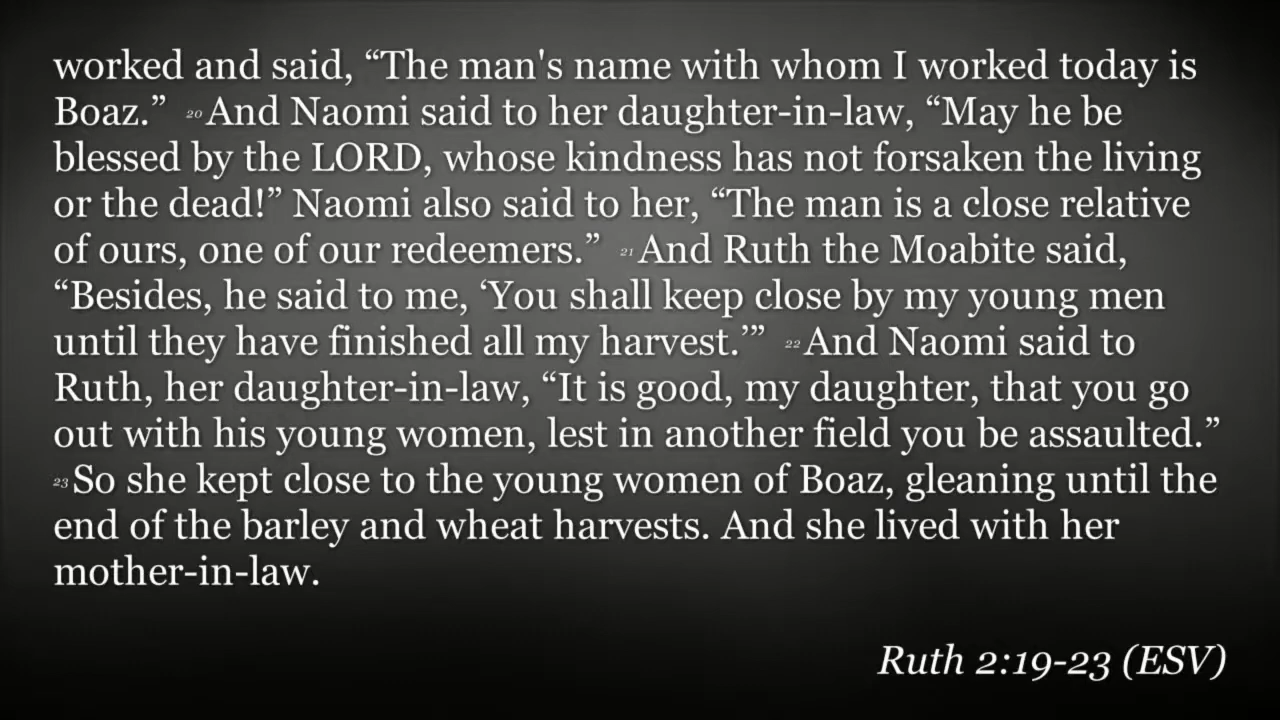 worked and said, “The man's name with whom I worked today is
Boaz.” 20 And Naomi said to her daughter-in-law, “May he be
blessed by the LORD, whose kindness has not forsaken the living
or the dead!” Naomi also said to her, “The man is a close relative
of ours, one of our redeemers.” 21 And Ruth the Moabite said,
“Besides, he said to me, ‘You shall keep close by my young men
until they have finished all my harvest.’” 22 And Naomi said to
Ruth, her daughter-in-law, “It is good, my daughter, that you go
out with his young women, lest in another field you be assaulted.”
23 So she kept close to the young women of Boaz, gleaning until the
end of the barley and wheat harvests. And she lived with her
mother-in-law.
Ruth 2:19-23 (ESV)